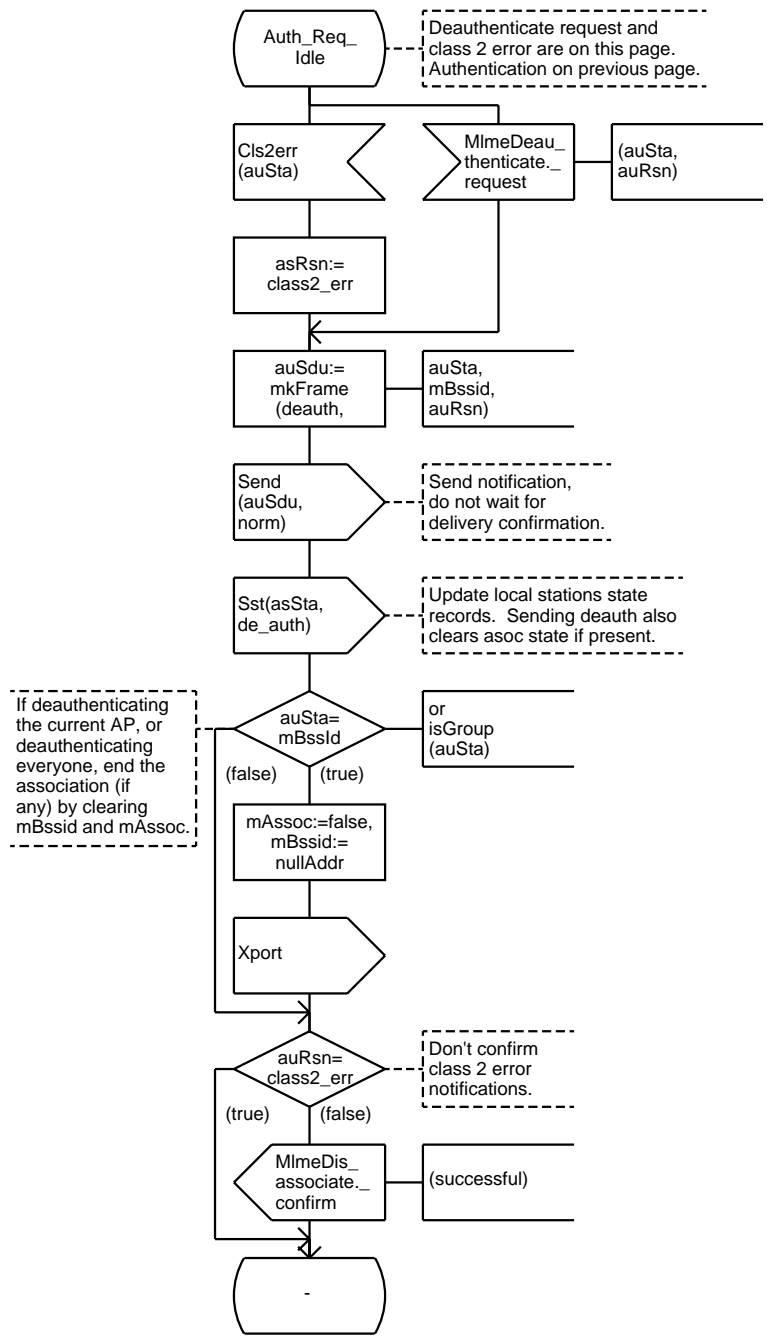 Auth_Req_
Idle
Deauthenticate request and
class 2 error are on this page.
Authentication on previous page.
Cls2err
(auSta)
MlmeDeau_
thenticate._
request
(auSta,
auRsn)
asRsn:=
class2_err
auSdu:=
mkFrame
(deauth,
auSta,
mBssid,
auRsn)
Send
(auSdu,
norm)
Send notification,
do not wait for
delivery confirmation.
Sst(asSta,
de_auth)
Update local stations state
records.  Sending deauth also
clears asoc state if present.
If deauthenticating
the current AP, or
deauthenticating
everyone, end the
association (if
any) by clearing
mBssid and mAssoc.
auSta=
mBssId
or
isGroup
(auSta)
(false)
(true)
mAssoc:=false,
mBssid:=
nullAddr
Xport
auRsn=
class2_err
Don't confirm
class 2 error
notifications.
(true)
(false)
MlmeDis_
associate._
confirm
(successful)
-